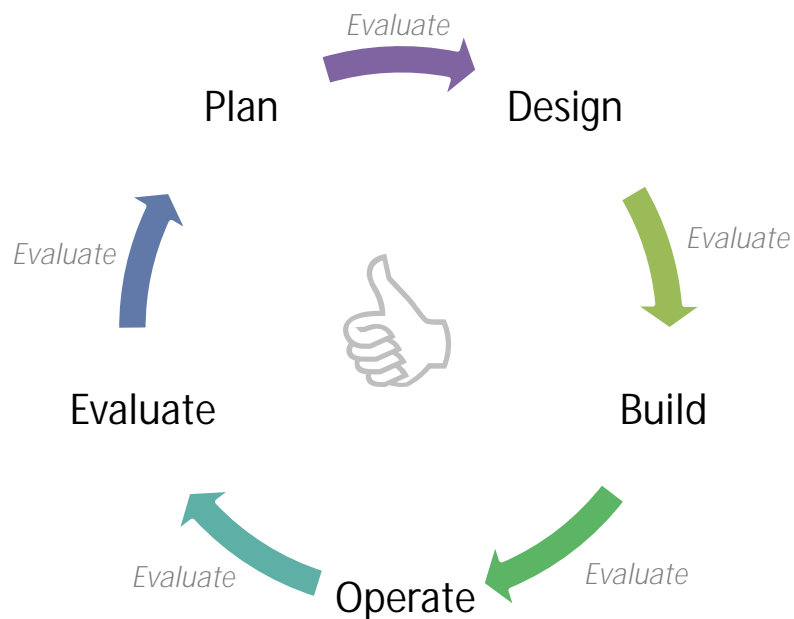 Evaluate
Plan
Design
Evaluate
Evaluate
Evaluate
Build
Evaluate
Evaluate
Operate